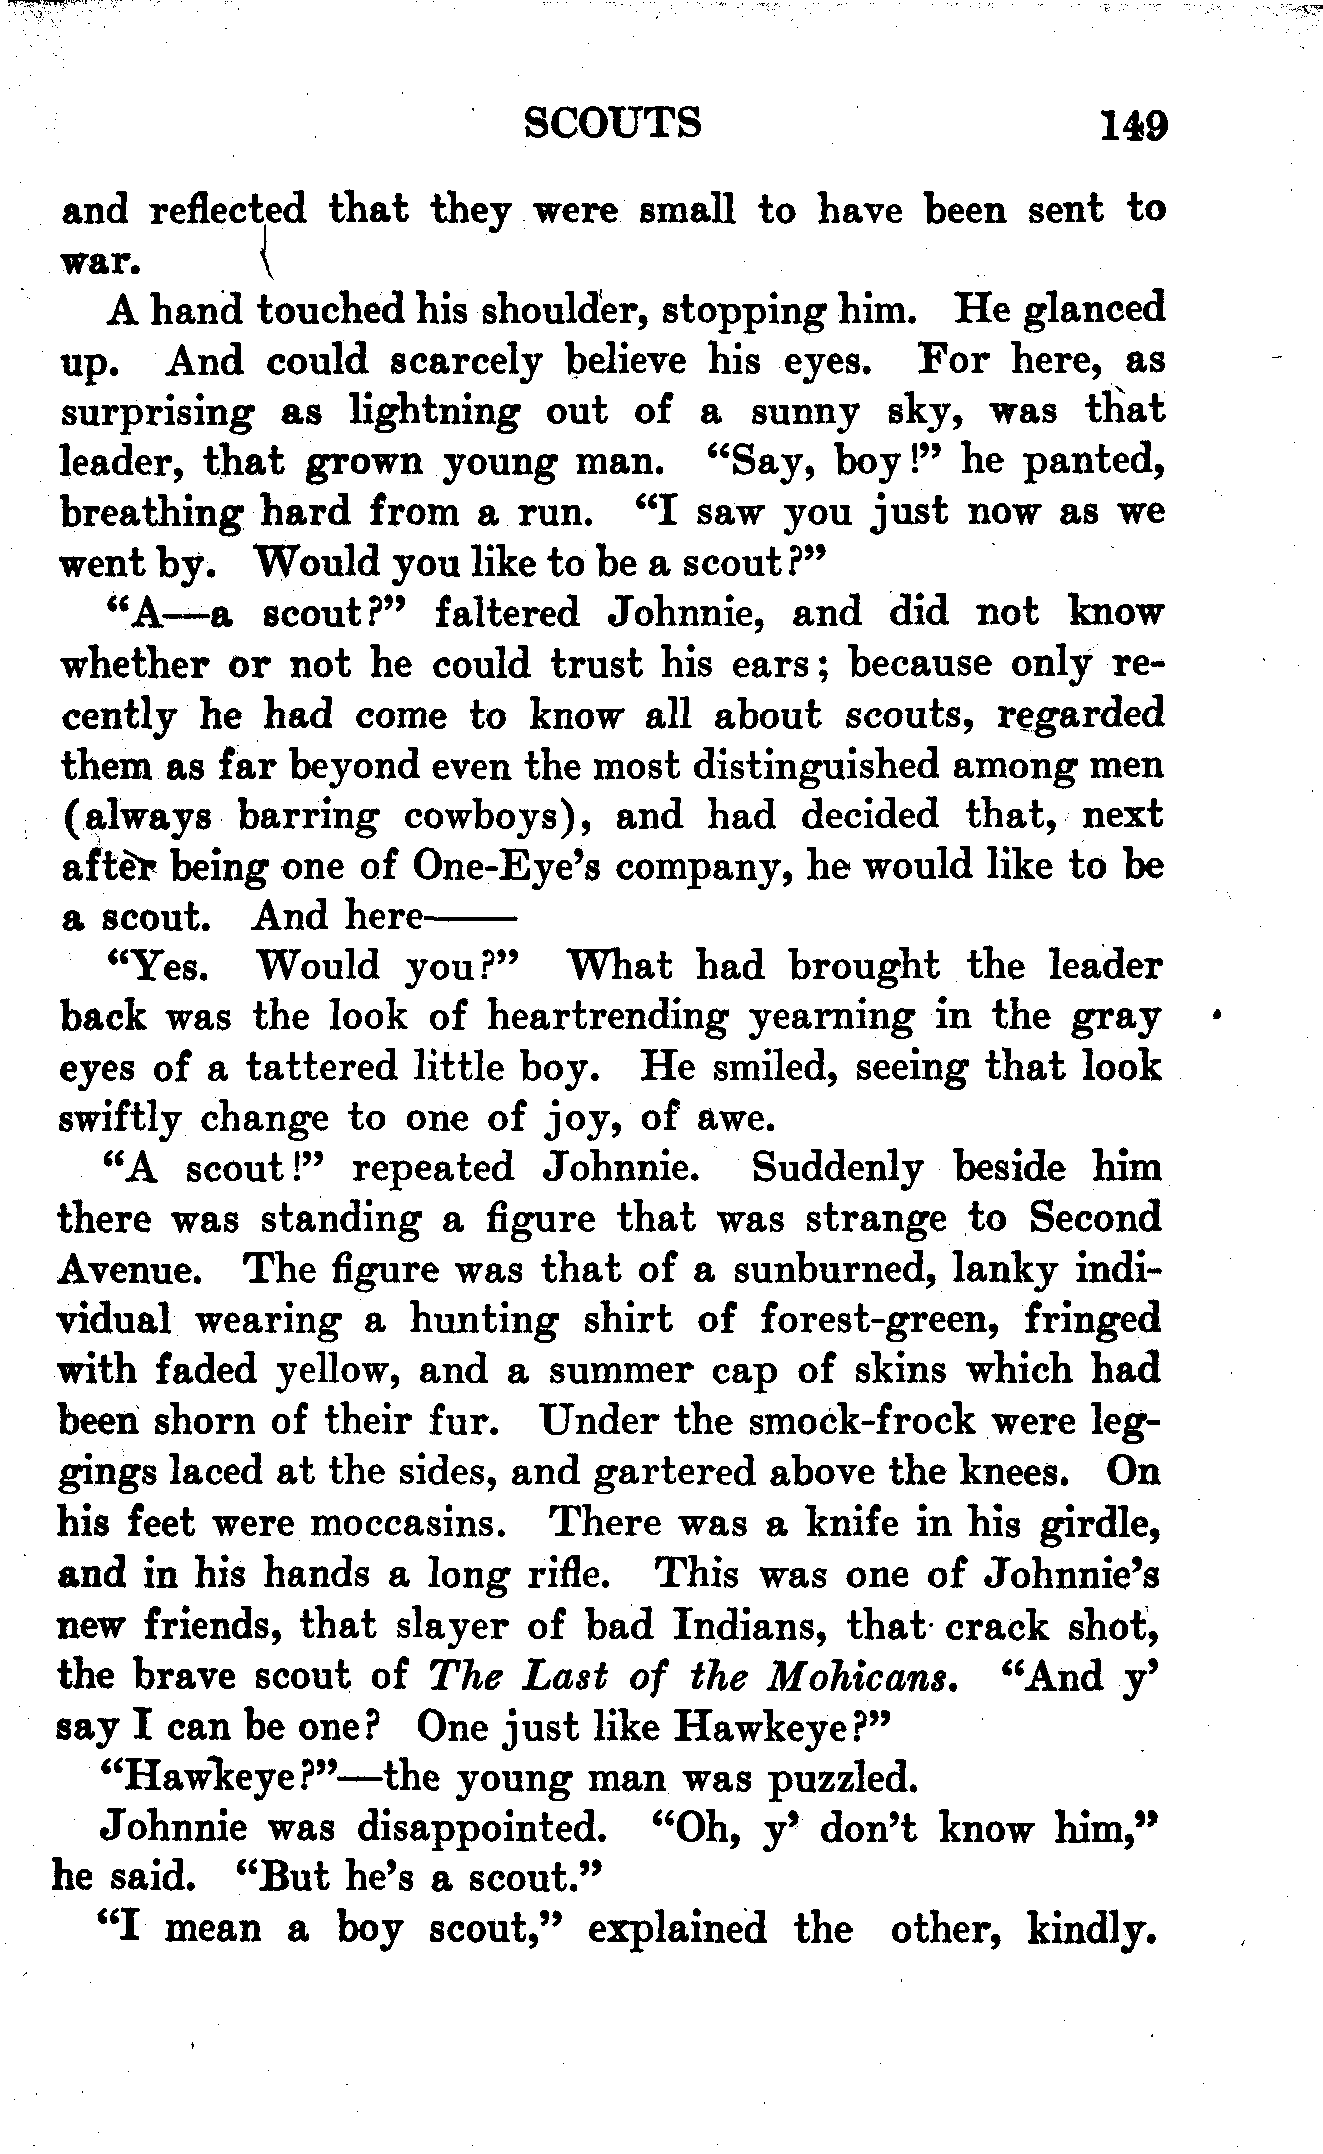 SCOUTS 149
and reflected that they were small to have been sent to
war.
A hand touched his shoulder, stopping him. He glanced
up. And could scarcely believe his eyes. For here, as
surprising as lightning out of a sunny sky, was that
leader, that grown young man. “Say, boy!” he panted,
breathing hard from a run. “I saw you just now as we
went by. Would you like to be a scout?”
“A—a scout?” faltered Johnnie, and did not know
whether or not he could trust his ears; because only re-
cently he had come to know all about scouts, regarded
them as far beyond even the most distinguished among men
(always barring cowboys), and had decided that, next
after being one of One-Eye’s company, he would like to be
a scout. And here——
“Yes. Would you?” What had brought the leader
back was the look of heartrending yearning in the gray
eyes of a tattered little boy. He smiled, seeing that look
swiftly change to one of joy, of awe.
“A scout!” repeated Johnnie. Suddenly beside him
there was standing a figure that was strange to Second
Avenue. The figure was that of a sunburned, lanky indi-
vidual wearing a hunting shirt of forest-green, fringed
with faded yellow, and a summer cap of skins which had
been shorn of their fur. Under the smock-frock were leg-
gings laced at the sides, and gartered above the knees. On
his feet were moccasins. There was a knife in his girdle,
and in his hands a long rifle. This was one of Johnnie’s
new friends, that slayer of bad Indians, that crack shot,
the brave scout of The Last of the Mohicans. “And y’
say I can be one? One just like Hawkeye?”
“Hawkeye?”—the young man was puzzled.
Johnnie was disappointed. “Oh, y’ don’t know him,”
he said. “But he’s a scout.”
“I mean a boy scout,” explained the other, kindly.